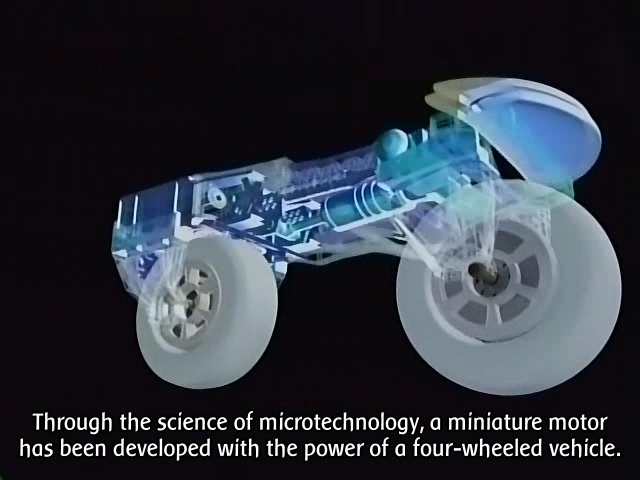 Through the science of microtechnology, a miniature motor
has been developed with the power of a four-wheeled vehicle.